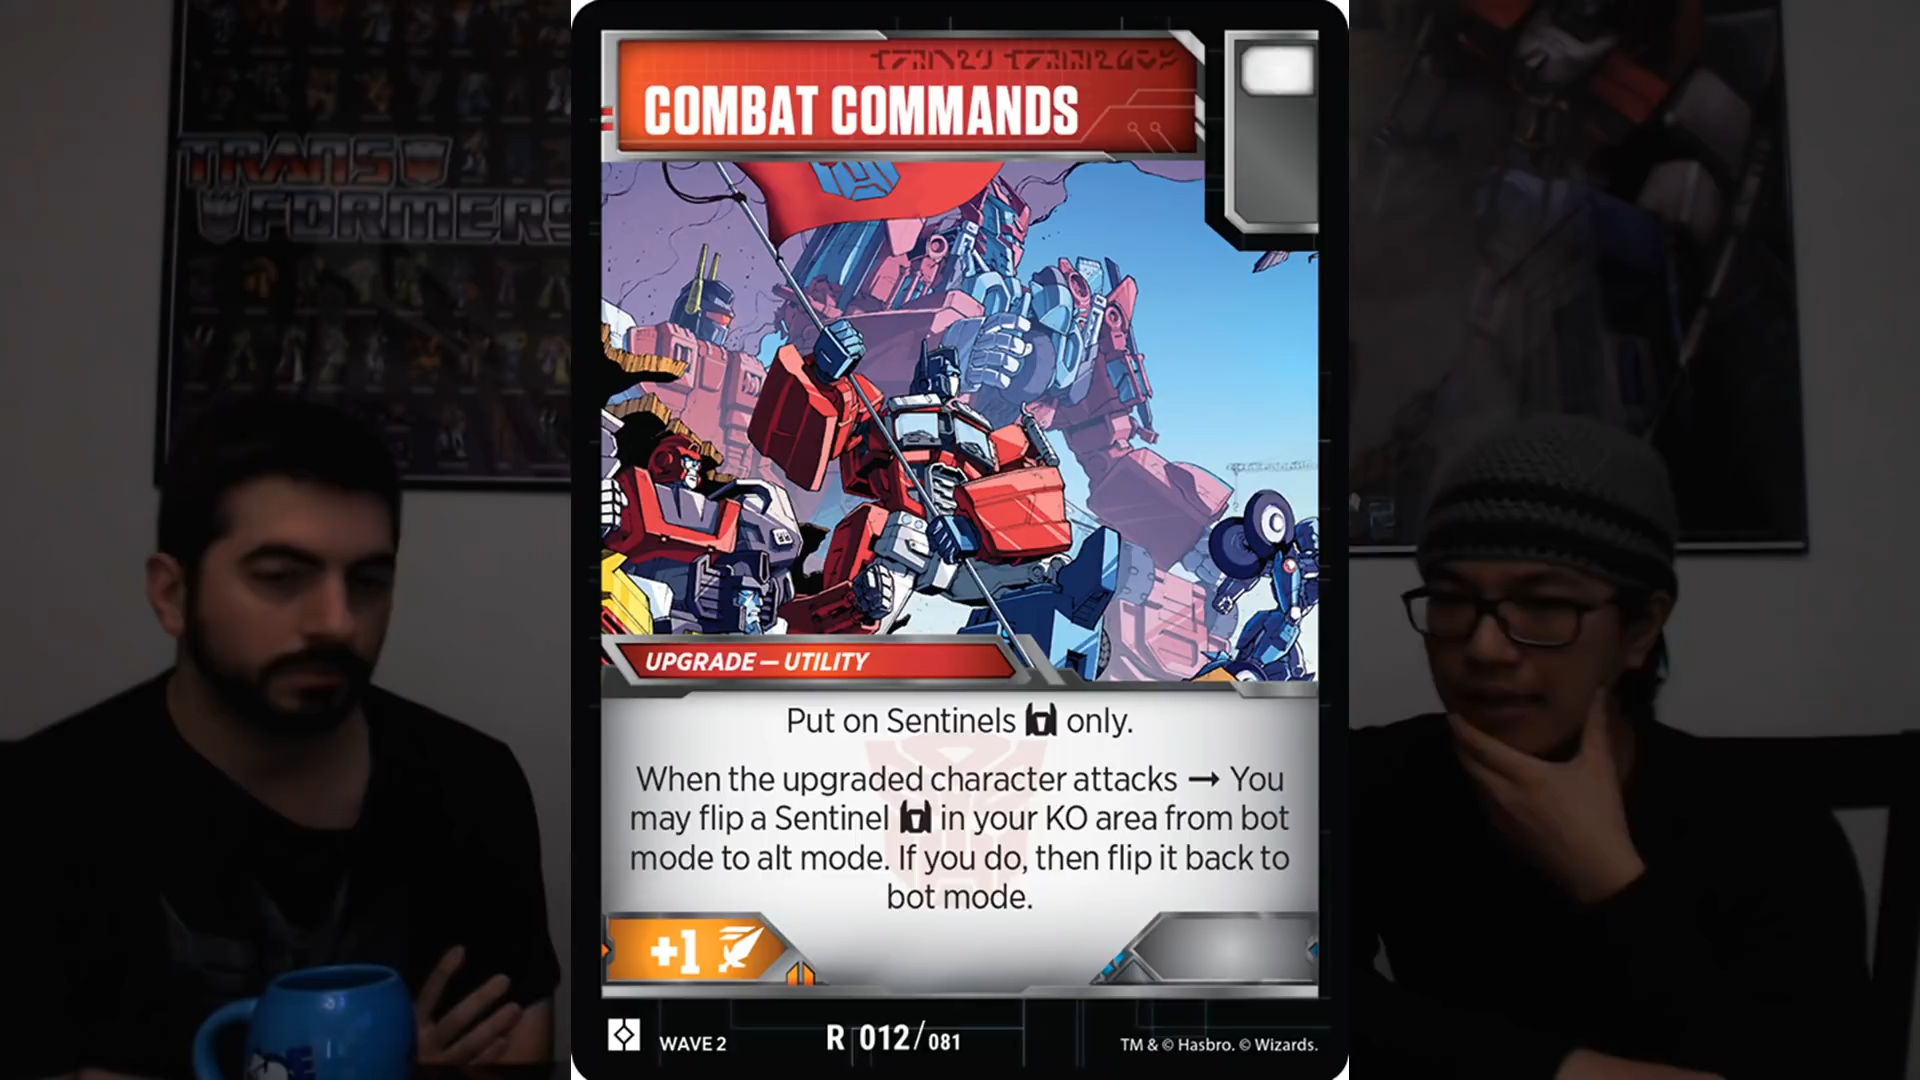 TRANS
FORMERS
COMBAT COMMANDS
UPGRADE — UTILITY
Put on Sentinels only.
When the upgraded character attacks → You
may flip a Sentinel in your KO area from bot
mode to alt mode. If you do, then flip it back to
bot mode.
+1
WAVE 2
R 012/081
TM & © Hasbro. © Wizards.